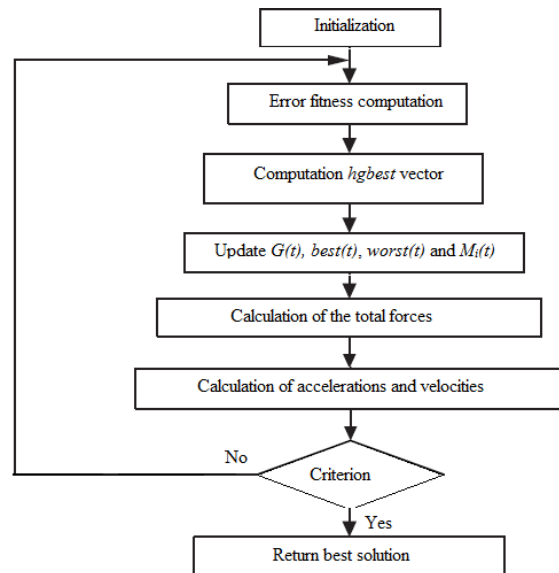 Initialization
Error fitness computation
Computation hgbest vector
Update G(t), best(t), worst(t) and Mi(t)
Calculation of the total forces
Calculation of accelerations and velocities
No
Criterion
Yes
Return best solution